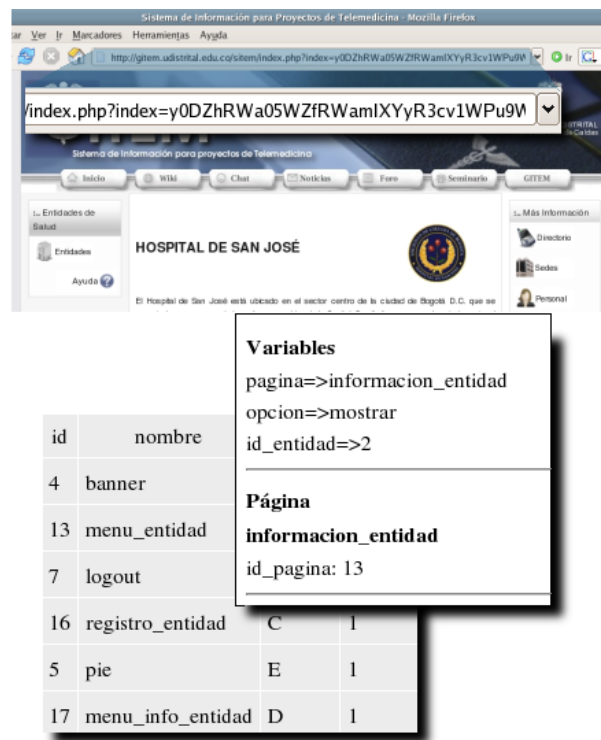 Sistema de Información para Proyectos de Telemedicina - Mozilla Firefox
ar Ver Ir Marcadores Herramientas Ayuda
http://gitem.udistrital.edu.co/sitem/index.php?index=y0DZhRWa05WZfRWamlXYyR3cv1WPu9W Ir
/index.php?index=y0DZhRWa05WZfRWamlXYyR3cv1WPu9W
Sistema de Información para proyectos de Telemedicina
Inicio Wiki Chat Noticias Foro Seminario GITEM
:.. Entidades de Salud
Entidades
Ayuda
HOSPITAL DE SAN JOSÉ
El Hospital de San José está ubicado en el sector centro de la ciudad de Bogotá D.C. que se
:.. Más Información
Directorio
Sedes
Personal
Variables
pagina=>informacion_entidad
opcion=>mostrar
id_entidad=>2
Página
informacion_entidad
id_pagina: 13
id nombre
4 banner
13 menu_entidad
7 logout
16 registro_entidad C 1
5 pie E 1
17 menu_info_entidad D 1